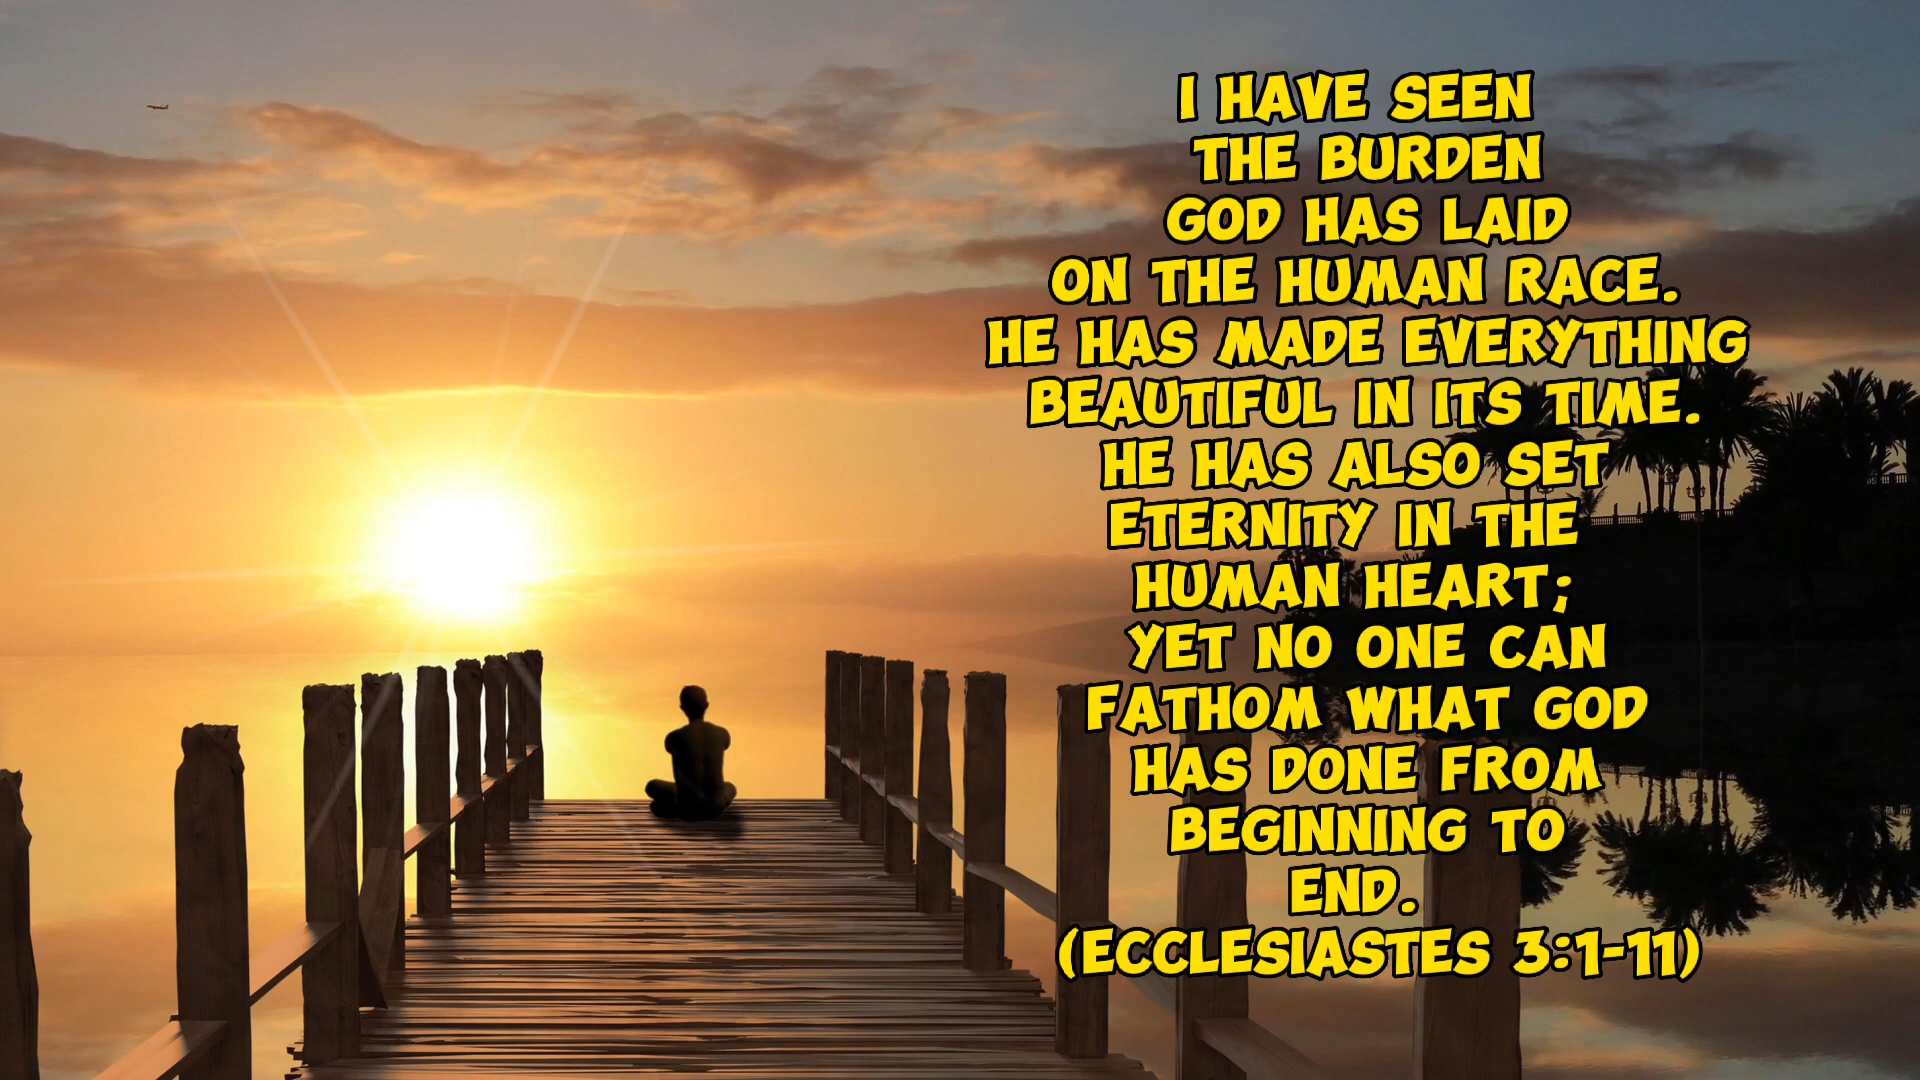 I HAVE SEEN
THE BURDEN
GOD HAS LAID
ON THE HUMAN RACE.
HE HAS MADE EVERYTHING
BEAUTIFUL IN ITS TIME.
HE HAS ALSO SET
ETERNITY IN THE
HUMAN HEART;
YET NO ONE CAN
FATHOM WHAT GOD
HAS DONE FROM
BEGINNING TO
END.
(ECCLESIASTES 3:1-11)